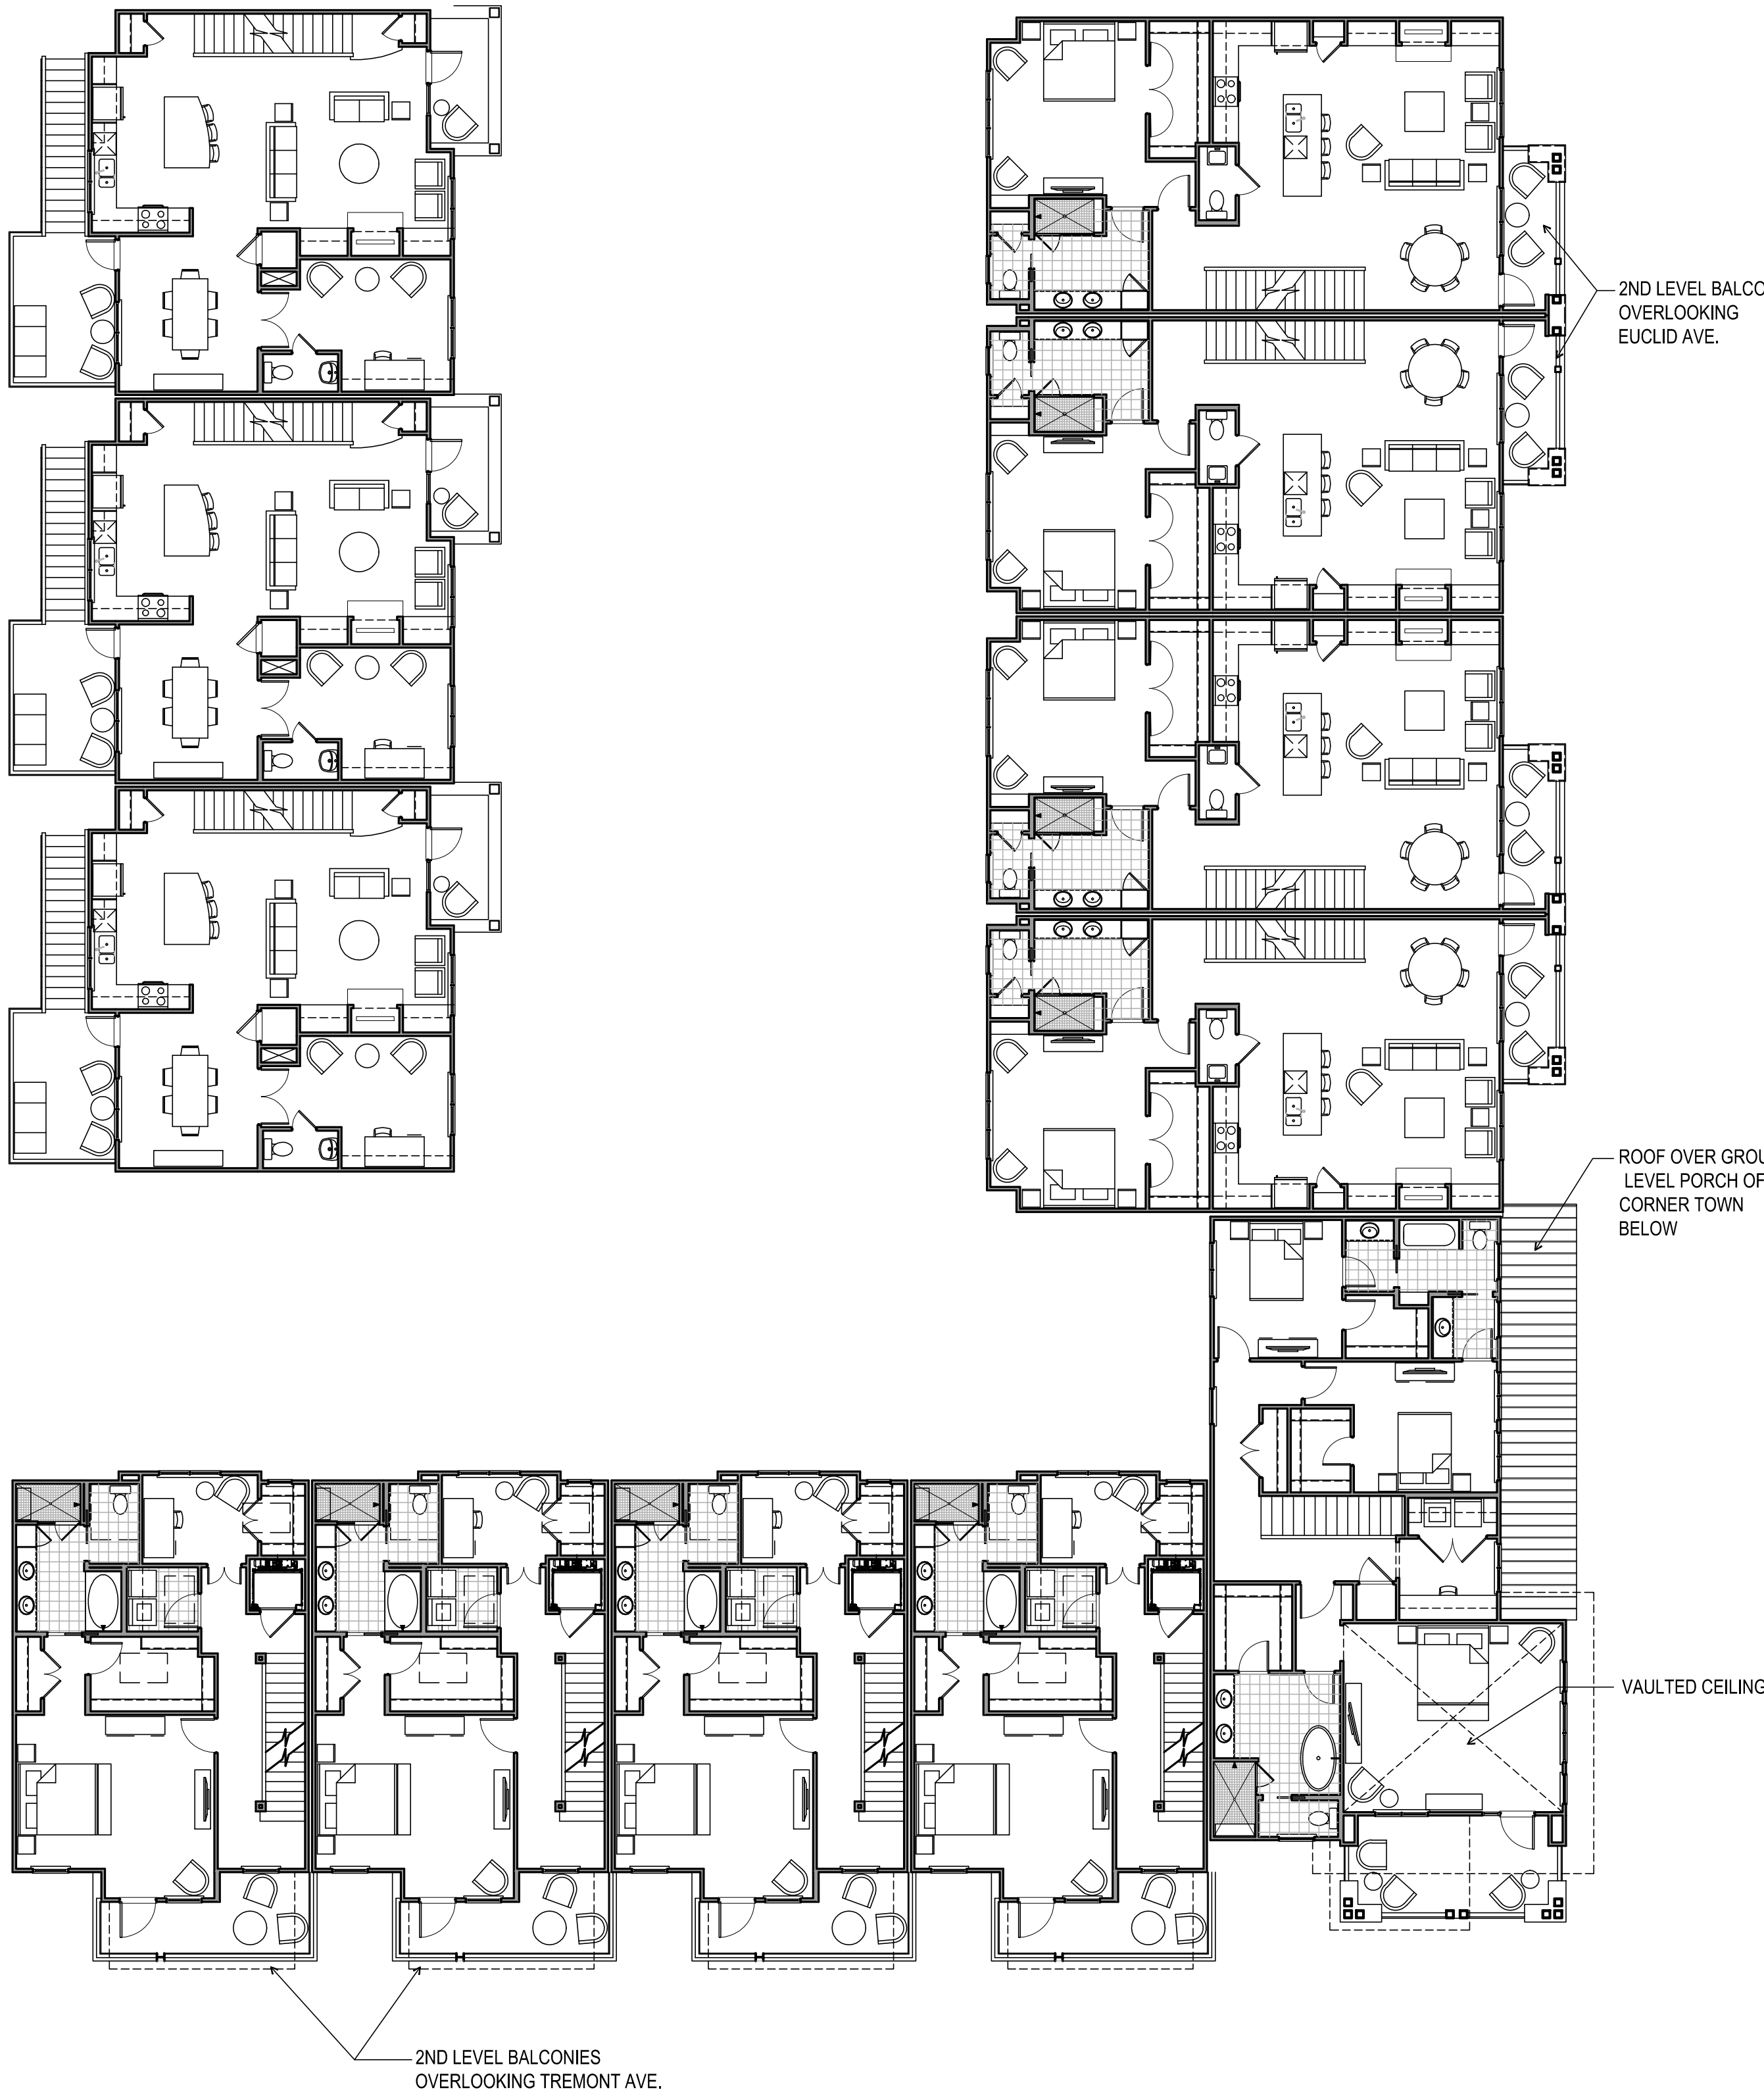 2ND LEVEL BALCO
OVERLOOKING
EUCLID AVE.
ROOF OVER GROU
LEVEL PORCH OF
CORNER TOWN
BELOW
VAULTED CEILING
2ND LEVEL BALCONIES
OVERLOOKING TREMONT AVE.